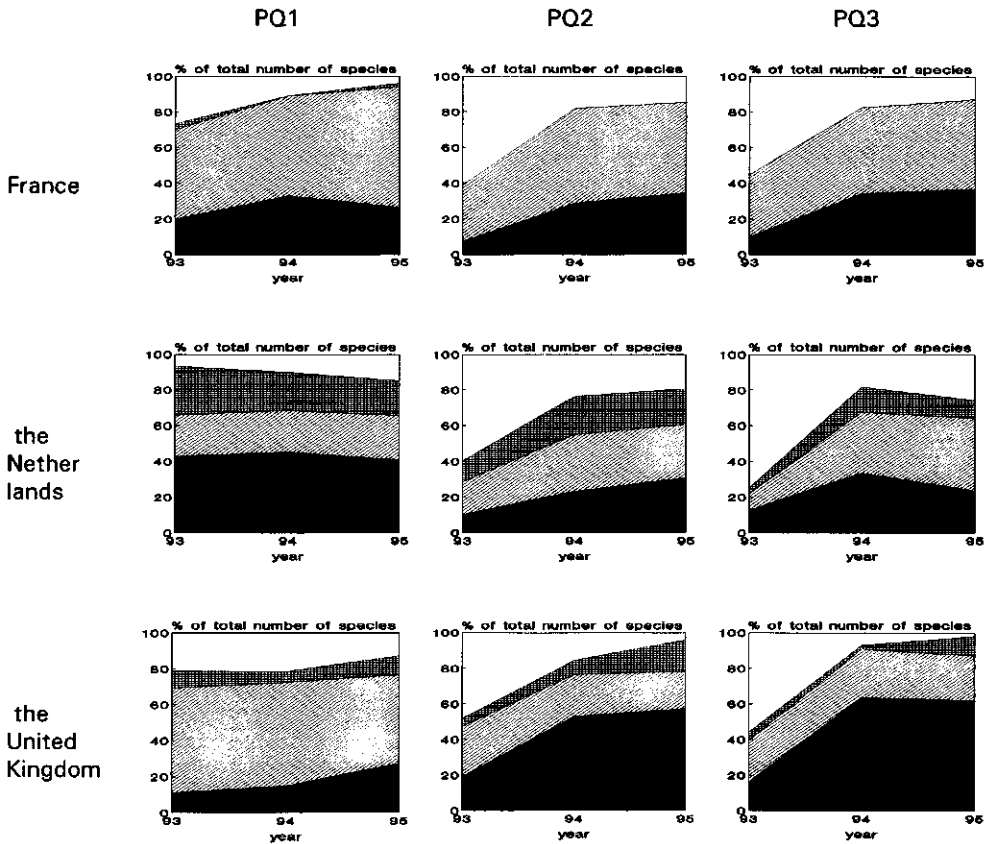 PQ1 PQ2 PQ3
% of total number of species % of total number of species % of total number of species
100 100 100
80 80 80
60 60 60
France
40 40 40
20 20 20
0 0 0
93 94 95 93 94 95 93 94 95
year year year
% of total number of species % of total number of species % of total number of species
100 100 100
80 80 80
the
60 60 60
Nether
40 40 40
lands
20 20 20
0 0 0
93 94 95 93 94 95 93 94 95
year year year
% of total number of species % of total number of species % of total number of species
100 100 100
80 80 80
the
60 60 60
United
40 40 40
Kingdom
20 20 20
0 0 0
93 94 95 93 94 95 93 94 95
year year year